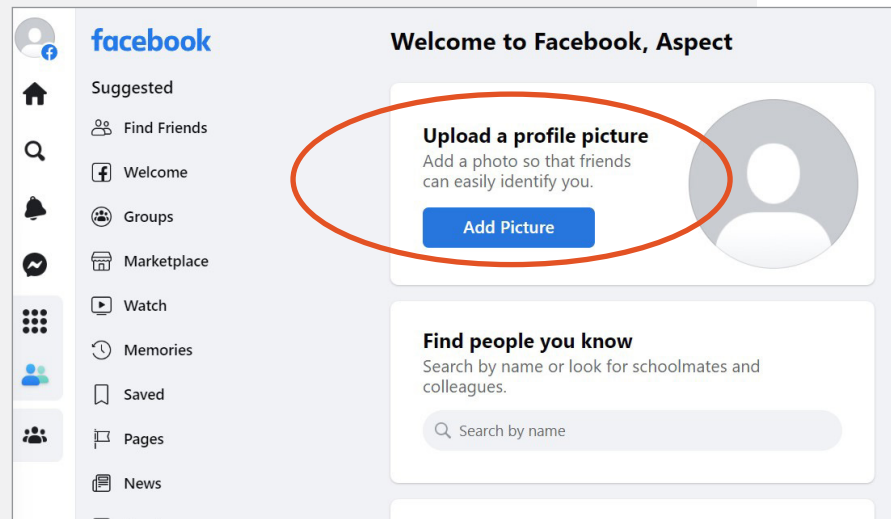 facebook
Suggested
Find Friends
Welcome
Groups
Marketplace
Watch
Memories
Saved
Pages
News
Welcome to Facebook, Aspect
Upload a profile picture
Add a photo so that friends
can easily identify you.
Add Picture
Find people you know
Search by name or look for schoolmates and
colleagues.
Search by name